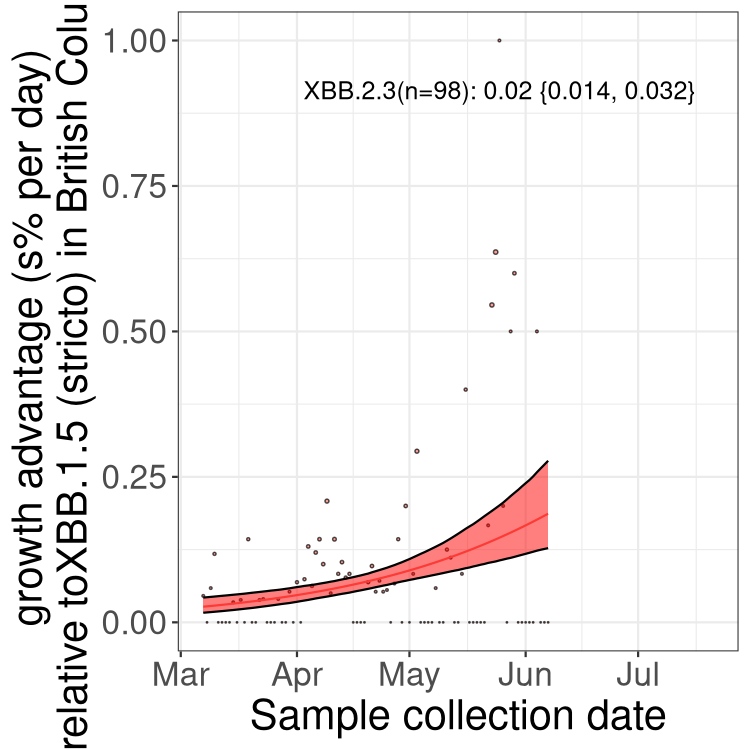 growth advantage (s% per day)
relative toXBB.1.5 (stricto) in British Colu
1.00
0.75
0.50
0.25
0.00
XBB.2.3(n=98): 0.02 {0.014, 0.032}
Mar Apr May Jun Jul
Sample collection date